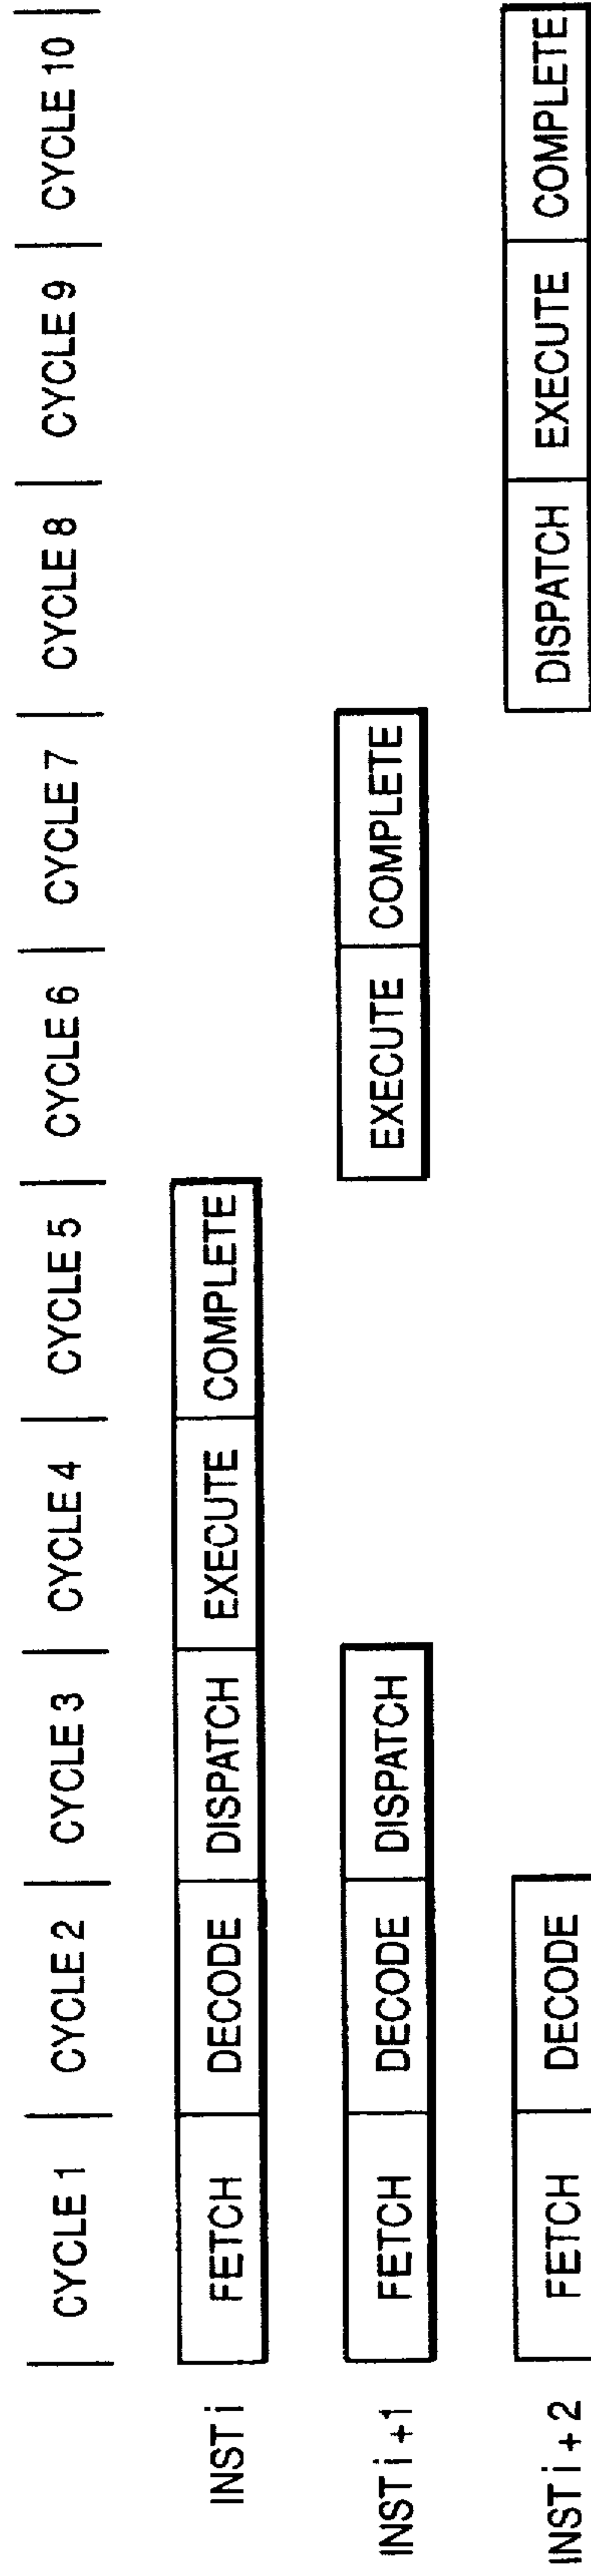 CYCLE 1 CYCLE 2 CYCLE 3 CYCLE 4 CYCLE 5 CYCLE 6 CYCLE 7 CYCLE 8 CYCLE 9 CYCLE 10
INST i FETCH DECODE DISPATCH EXECUTE COMPLETE
INST i +1 FETCH DECODE DISPATCH EXECUTE COMPLETE
INST i + 2 FETCH DECODE DISPATCH EXECUTE COMPLETE